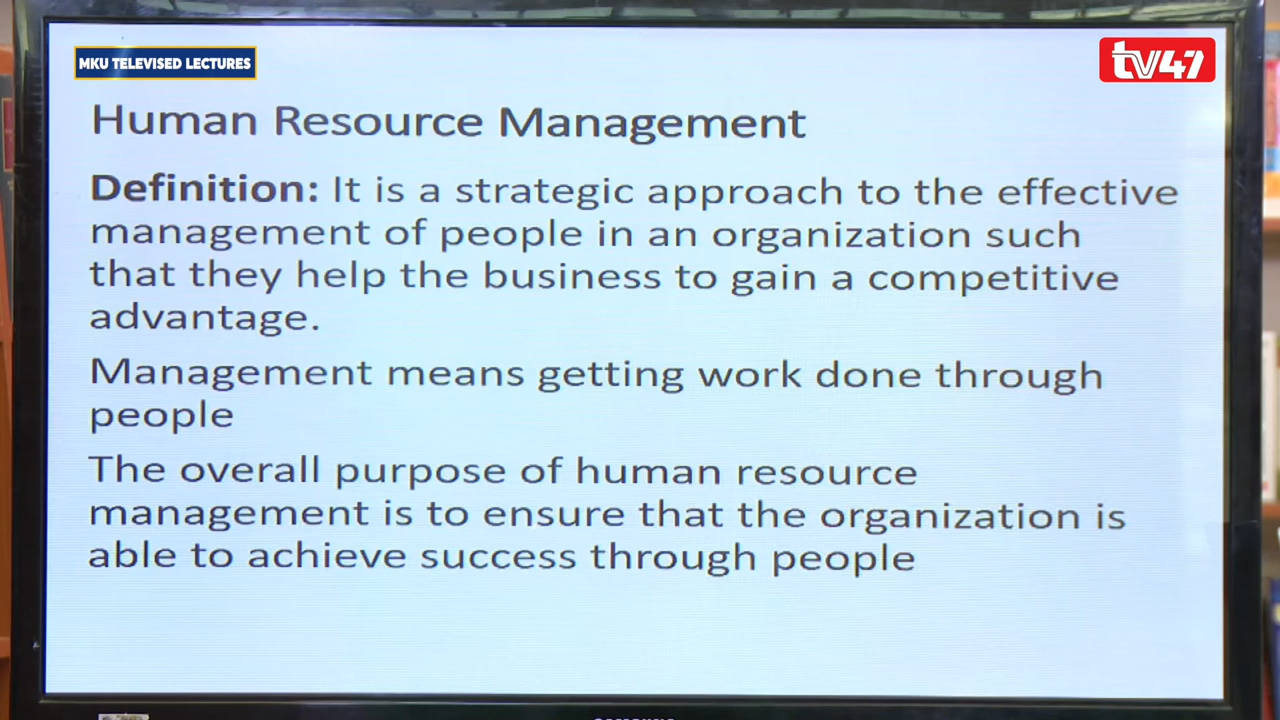 MKU TELEVISED LECTURES
tv47
Human Resource Management
Definition: It is a strategic approach to the effective
management of people in an organization such
that they help the business to gain a competitive
advantage.
Management means getting work done through
people
The overall purpose of human resource
management is to ensure that the organization is
able to achieve success through people